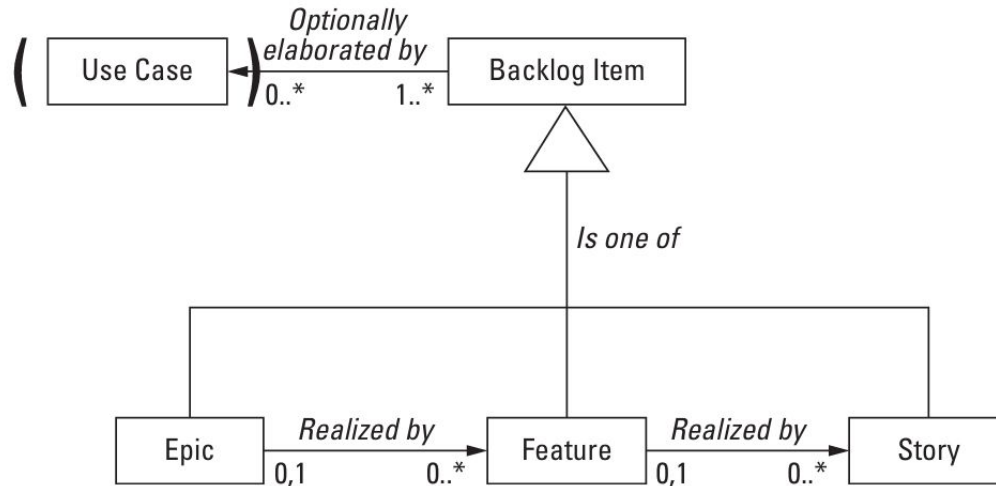 Optionally
elaborated by
( Use Case )
Backlog Item
0..*
1..*
Is one of
Realized by
Realized by
Epic
Feature
Story
0,1
0..*
0,1
0..*